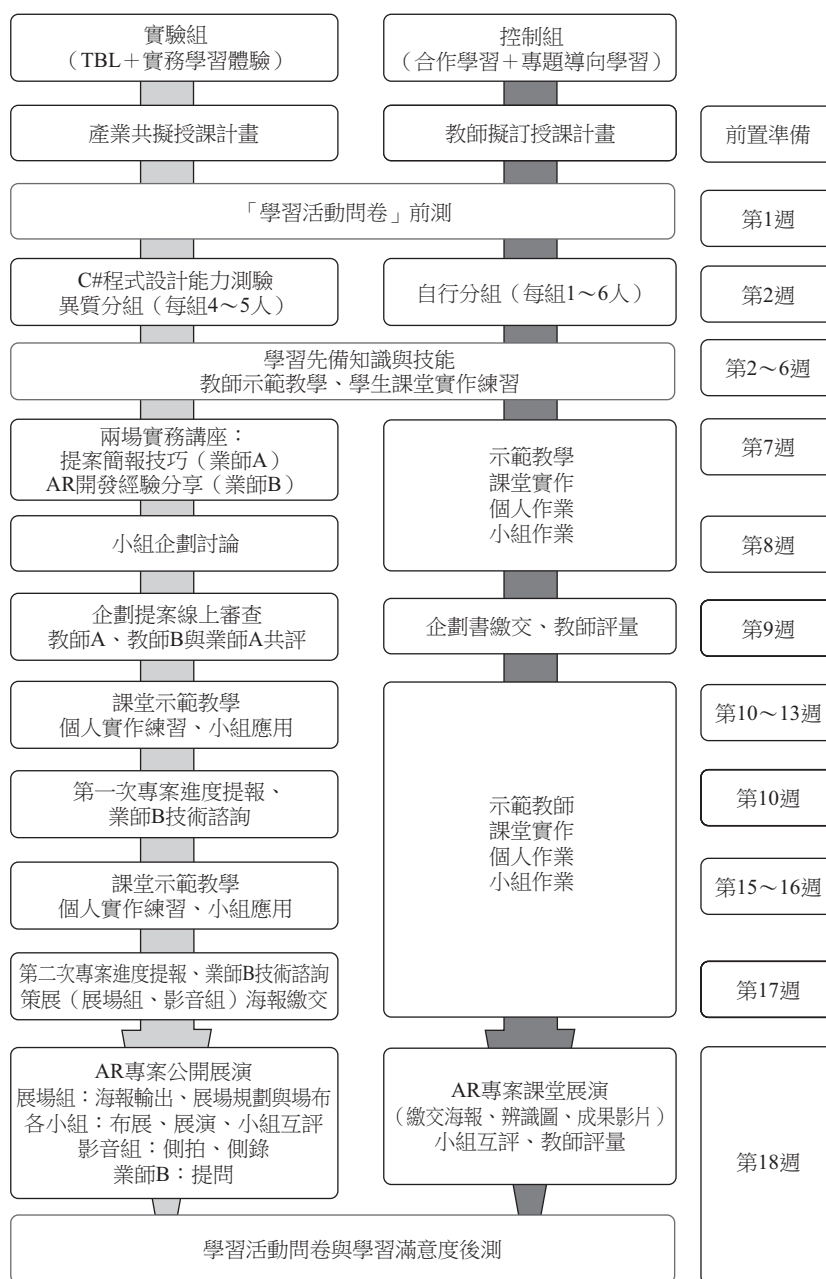 實驗組
（TBL＋實務學習體驗）
控制組
（合作學習＋專題導向學習）
產業共擬授課計畫
教師擬訂授課計畫
前置準備
「學習活動問卷」前測
第1週
C#程式設計能力測驗
異質分組（每組4～5人）
自行分組（每組1～6人）
第2週
學習先備知識與技能
教師示範教學、學生課堂實作練習
第2～6週
兩場實務講座：
提案簡報技巧（業師A）
AR開發經驗分享（業師B）
示範教學
課堂實作
個人作業
小組作業
第7週
小組企劃討論
第8週
企劃提案線上審查
教師A、教師B與業師A共評
企劃書繳交、教師評量
第9週
課堂示範教學
個人實作練習、小組應用
第10～13週
第一次專案進度提報、
業師B技術諮詢
示範教師
課堂實作
個人作業
小組作業
第10週
課堂示範教學
個人實作練習、小組應用
第15～16週
第二次專案進度提報、業師B技術諮詢
策展（展場組、影音組）海報繳交
第17週
AR專案公開展演
展場組：海報輸出、展場規劃與場布
各小組：布展、展演、小組互評
影音組：側拍、側錄
業師B：提問
AR專案課堂展演
（繳交海報、辨識圖、成果影片）
小組互評、教師評量
第18週
學習活動問卷與學習滿意度後測